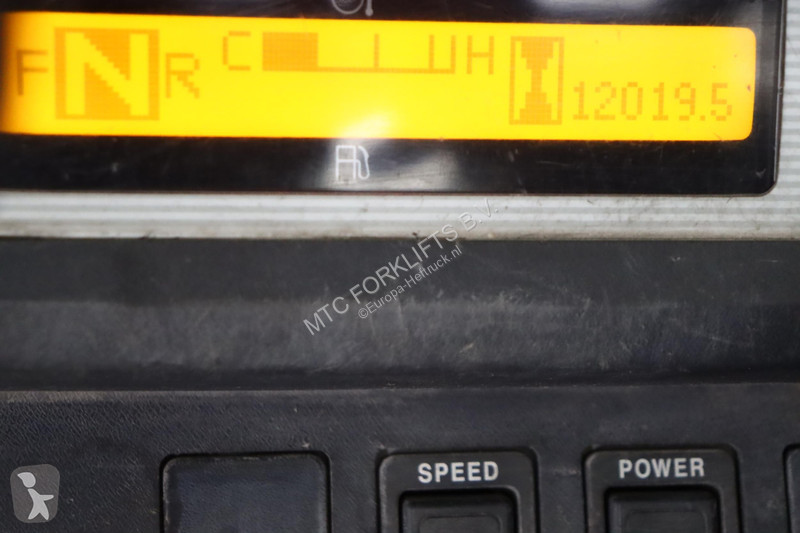 F N R C H 12019.5
MTC FORKLIFTS B.V.
©Europa-Heftruck.nl
SPEED POWER